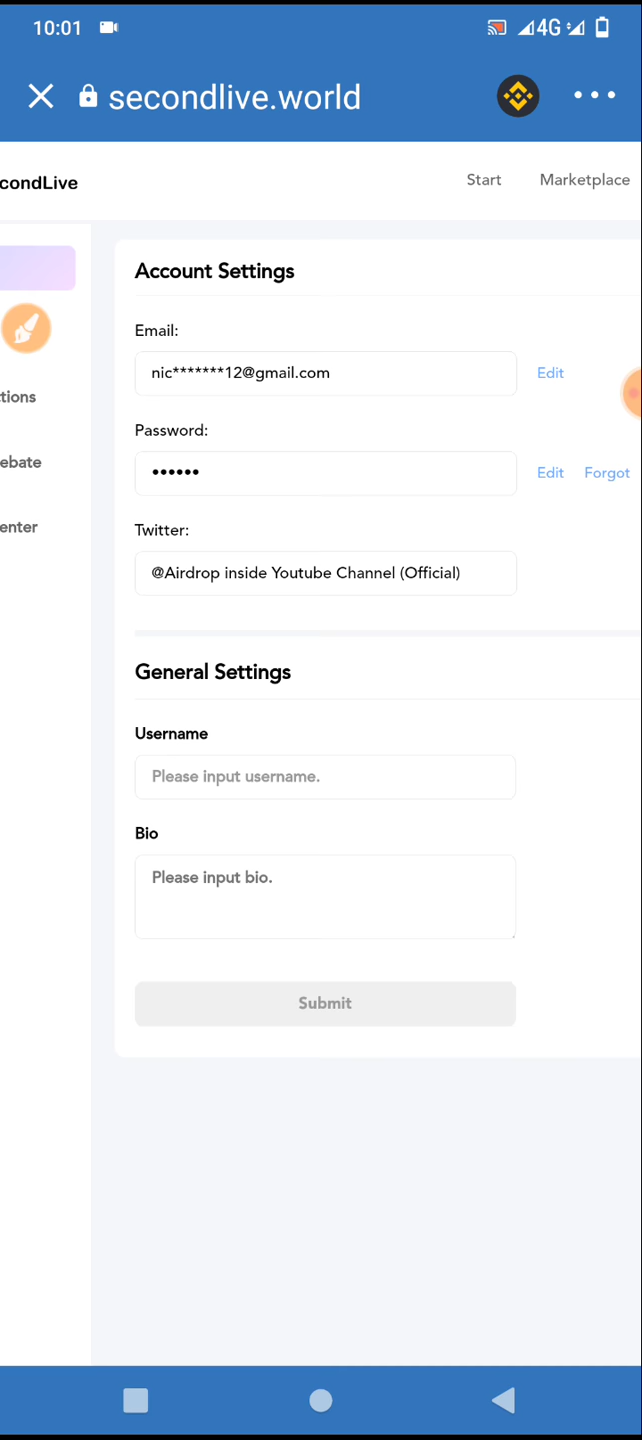 10:01
4G
secondlive.world
condLive
Start
Marketplace
Account Settings
Email:
nic*******12@gmail.com
Edit
tions
Password:
ebate
••••••
Edit
Forgot
enter
Twitter:
@Airdrop inside Youtube Channel (Official)
General Settings
Username
Please input username.
Bio
Please input bio.
Submit